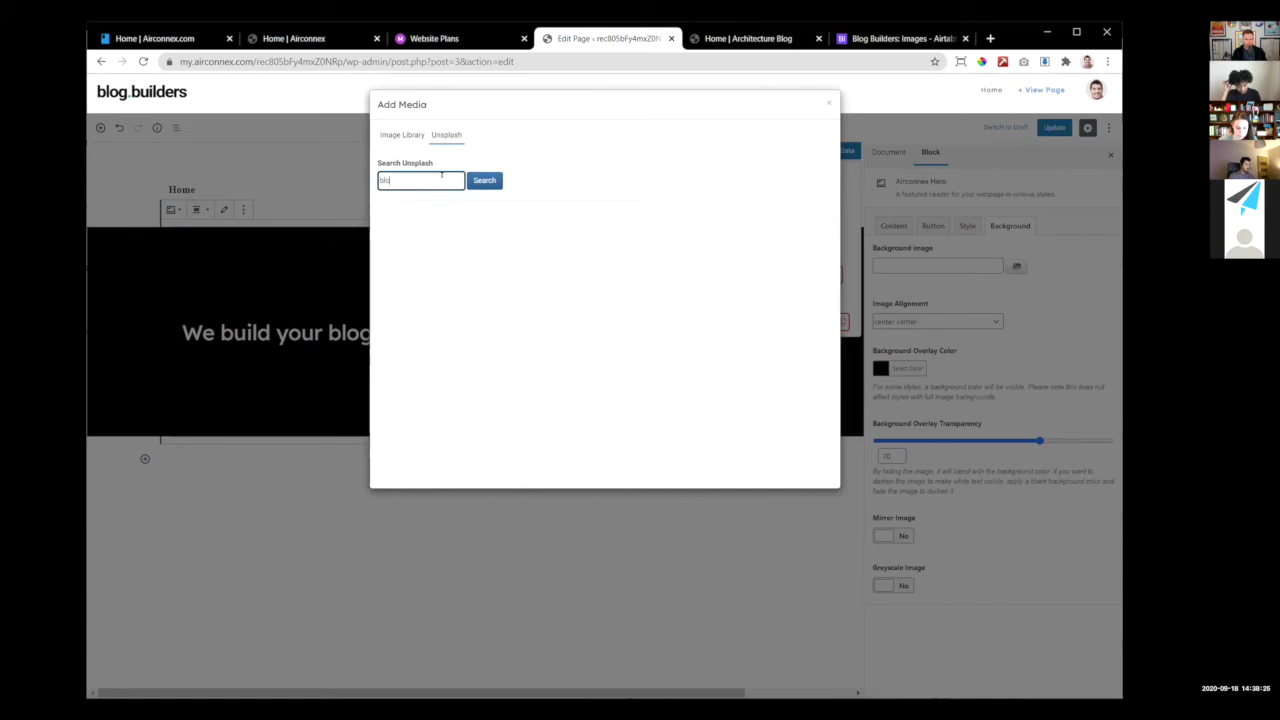 Home | Airconnex.com
Home | Airconnex
Website Plans
Edit Page ‹ rec805bFy4mxZ0N
Home | Architecture Blog
Blog Builders: Images - Airtab
my.airconnex.com/rec805bFy4mxZ0NRp/wp-admin/post.php?post=3&action=edit
blog.builders
Home
+ View Page
Add Media
Switch to Draft
Update
Image Library
Unsplash
Data
Document
Block
Search Unsplash
blo
Search
Airconnex Hero
A featured header for your webpage in various styles.
Home
Content
Button
Style
Background
Background image
Image Alignment
center center
We build your blog
Background Overlay Color
Select Color
For some styles, a background color will be visible. Please note this does not
affect styles with full image backgrounds.
Background Overlay Transparency
70
By fading the image, it will blend with the background color. If you want to
darken the image to make white text visible, apply a black background color and
fade the image to darken it.
Mirror Image
No
Greyscale Image
No
2020-09-18 14:38:25